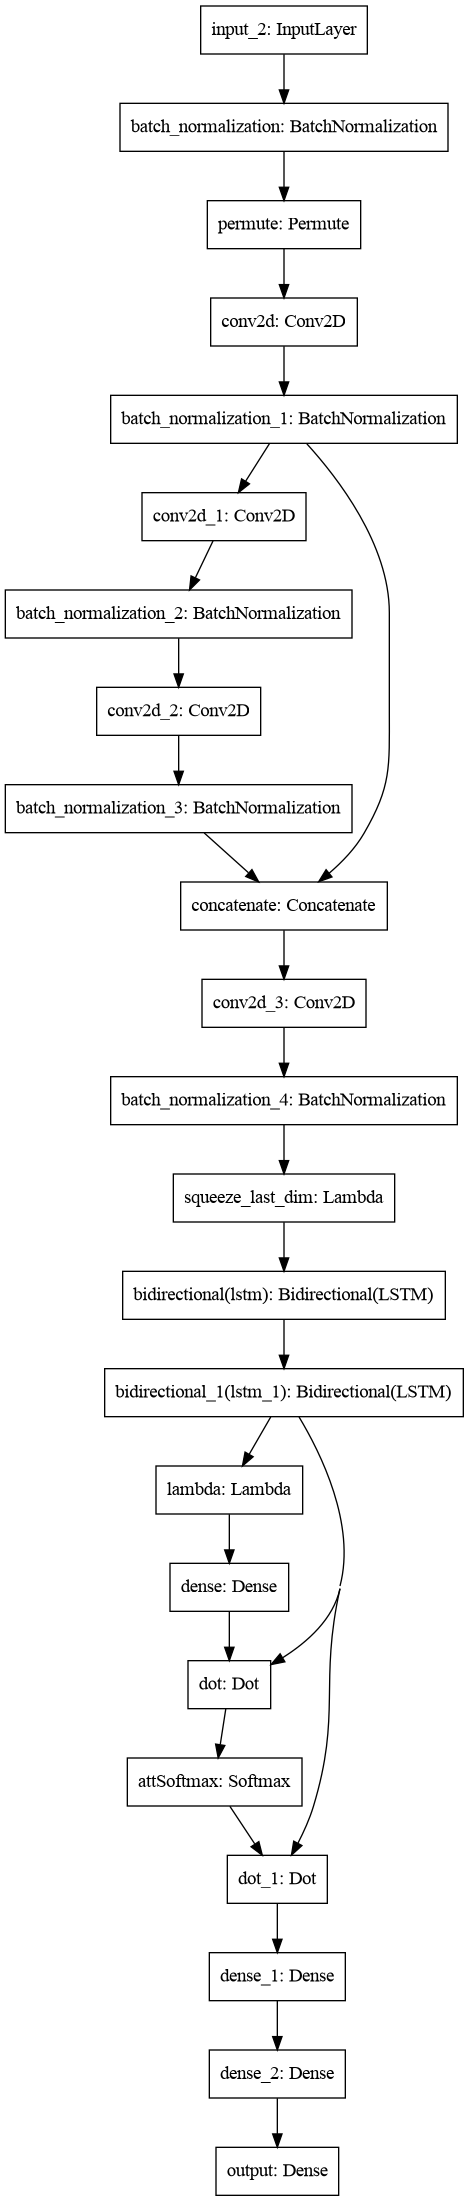 input_2: InputLayer
batch_normalization: BatchNormalization
permute: Permute
conv2d: Conv2D
batch_normalization_1: BatchNormalization
conv2d_1: Conv2D
batch_normalization_2: BatchNormalization
conv2d_2: Conv2D
batch_normalization_3: BatchNormalization
concatenate: Concatenate
conv2d_3: Conv2D
batch_normalization_4: BatchNormalization
squeeze_last_dim: Lambda
bidirectional(lstm): Bidirectional(LSTM)
bidirectional_1(lstm_1): Bidirectional(LSTM)
lambda: Lambda
dense: Dense
dot: Dot
attSoftmax: Softmax
dot_1: Dot
dense_1: Dense
dense_2: Dense
output: Dense